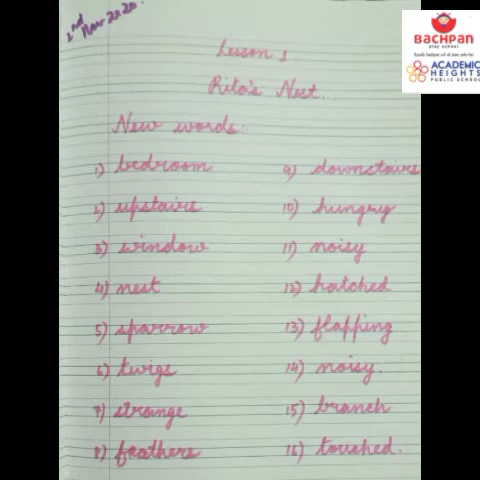 2nd Nov 2020.
BACHPAN
play school
ACADEMIC
HEIGHTS
PUBLIC SCHOOL
Lesson 1
Rita's Nest.
New words:
1) bedroom
2) upstairs
3) window
4) nest
5) sparrow
6) twigs
7) strange
8) feathers
9) downstairs
10) hungry
11) noisy
12) hatched
13) flapping
14) noisy.
15) branch
16) touched.